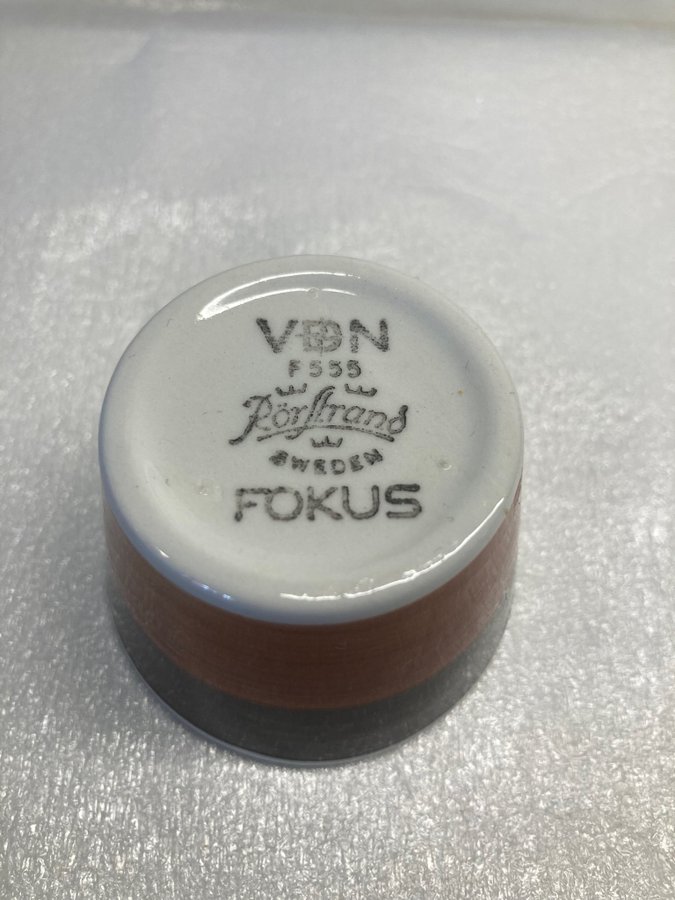 VDN
F555
Rörstrand
SWEDEN
FOKUS